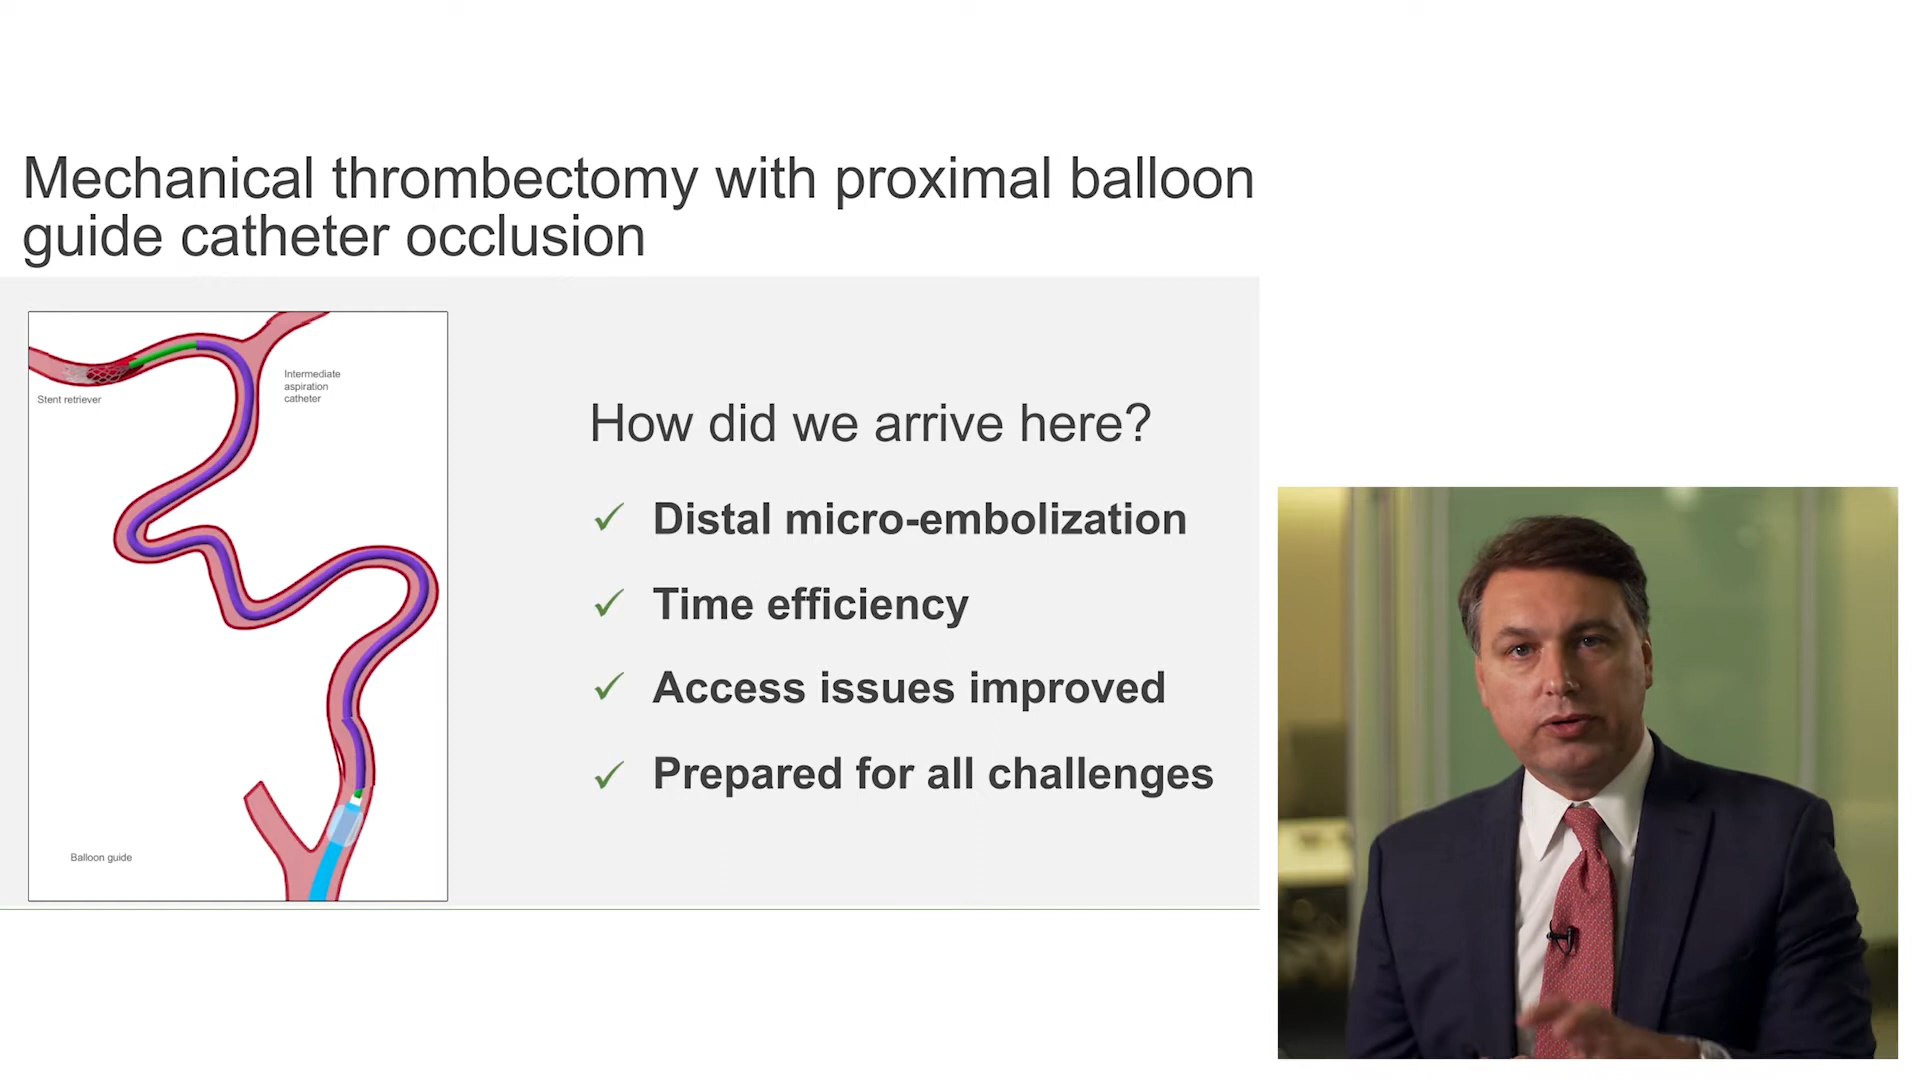 Mechanical thrombectomy with proximal balloon
guide catheter occlusion
Intermediate
aspiration
catheter
Stent retriever
Balloon guide
How did we arrive here?
✓ Distal micro-embolization
✓ Time efficiency
✓ Access issues improved
✓ Prepared for all challenges